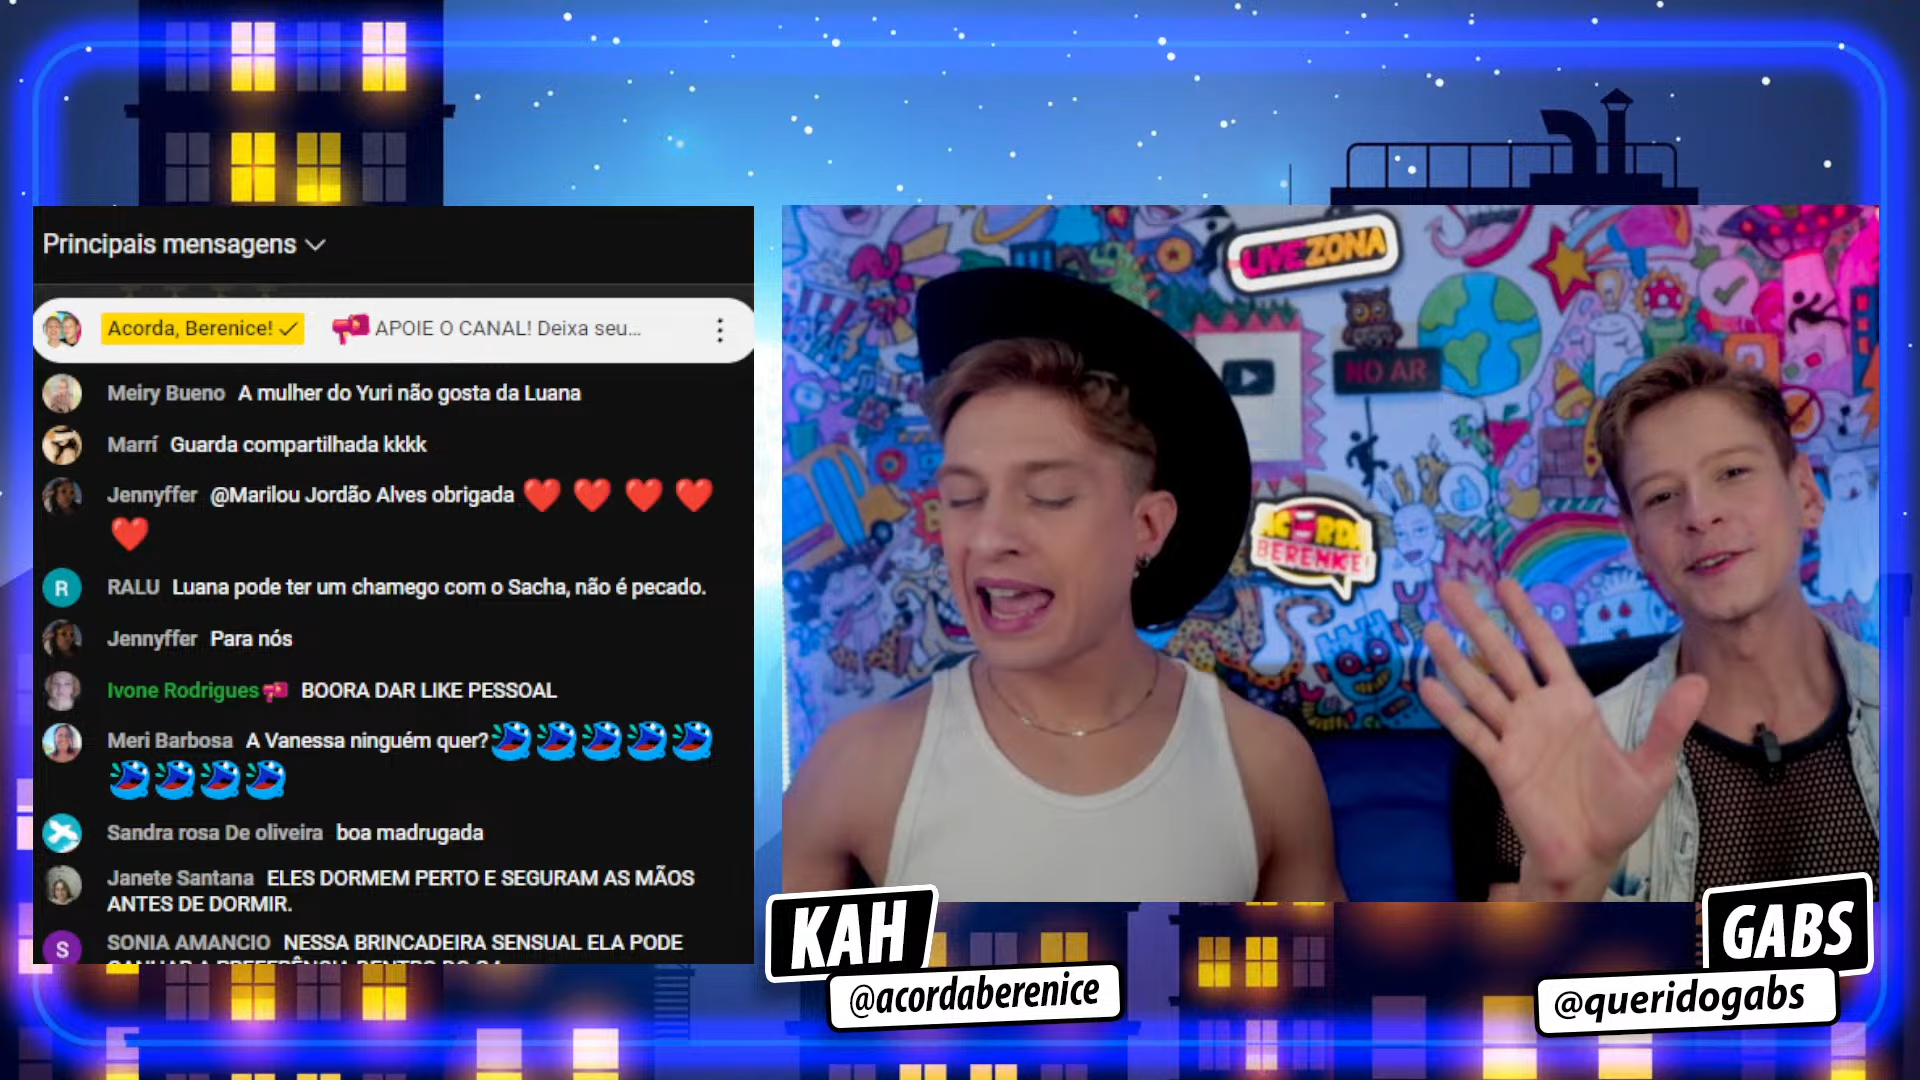 Principais mensagens
Acorda, Berenice! APOIE O CANAL! Deixa seu...
Meiry Bueno A mulher do Yuri não gosta da Luana
Marrí Guarda compartilhada kkkk
Jennyffer @Marilou Jordão Alves obrigada
RALU Luana pode ter um chamego com o Sacha, não é pecado.
Jennyffer Para nós
Ivone Rodrigues BOORA DAR LIKE PESSOAL
Meri Barbosa A Vanessa ninguém quer?
Sandra rosa De oliveira boa madrugada
Janete Santana ELES DORMEM PERTO E SEGURAM AS MÃOS
ANTES DE DORMIR.
SONIA AMANCIO NESSA BRINCADEIRA SENSUAL ELA PODE
R
S
LIVEZONA
NO AR
ACORDA
BERENICE!
KAH
@acordaberenice
GABS
@queridogabs